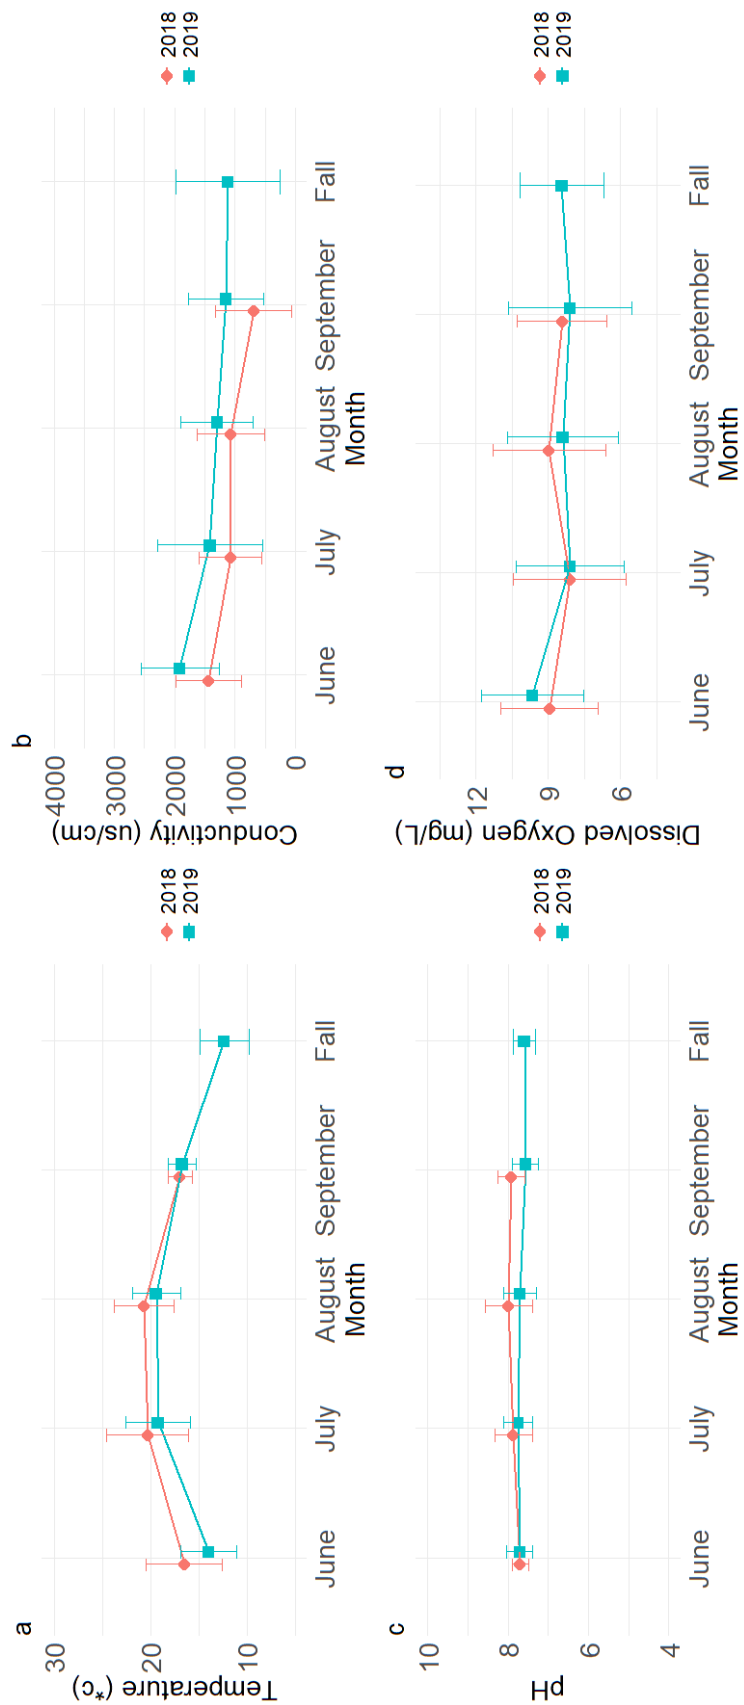 a
Temperature (*c)
30
20
10
June July August September Fall
Month
2018
2019
b
Conductivity (us/cm)
4000
3000
2000
1000
0
June July August September Fall
Month
2018
2019
c
pH
10
8
6
4
June July August September Fall
Month
2018
2019
d
Dissolved Oxygen (mg/L)
12
9
6
June July August September Fall
Month
2018
2019